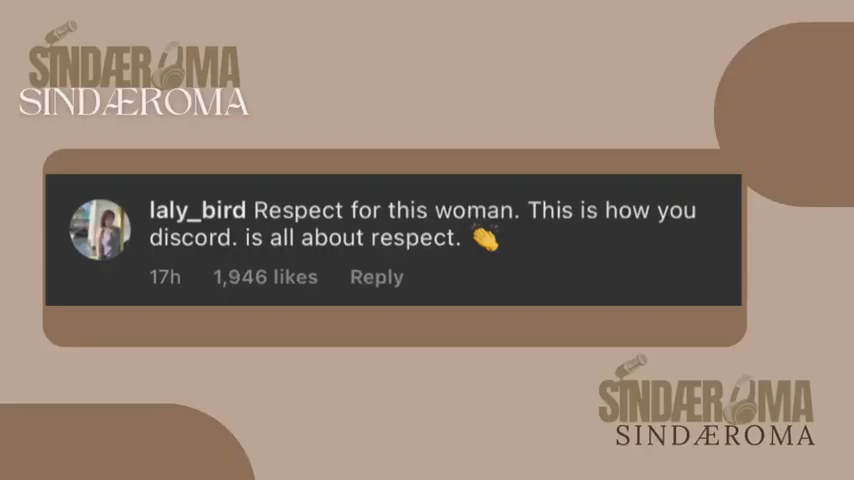 SINDÆROMA
SINDÆROMA
laly_bird Respect for this woman. This is how you
discord. is all about respect. 👏
17h 1,946 likes Reply
SINDÆROMA
SINDÆROMA